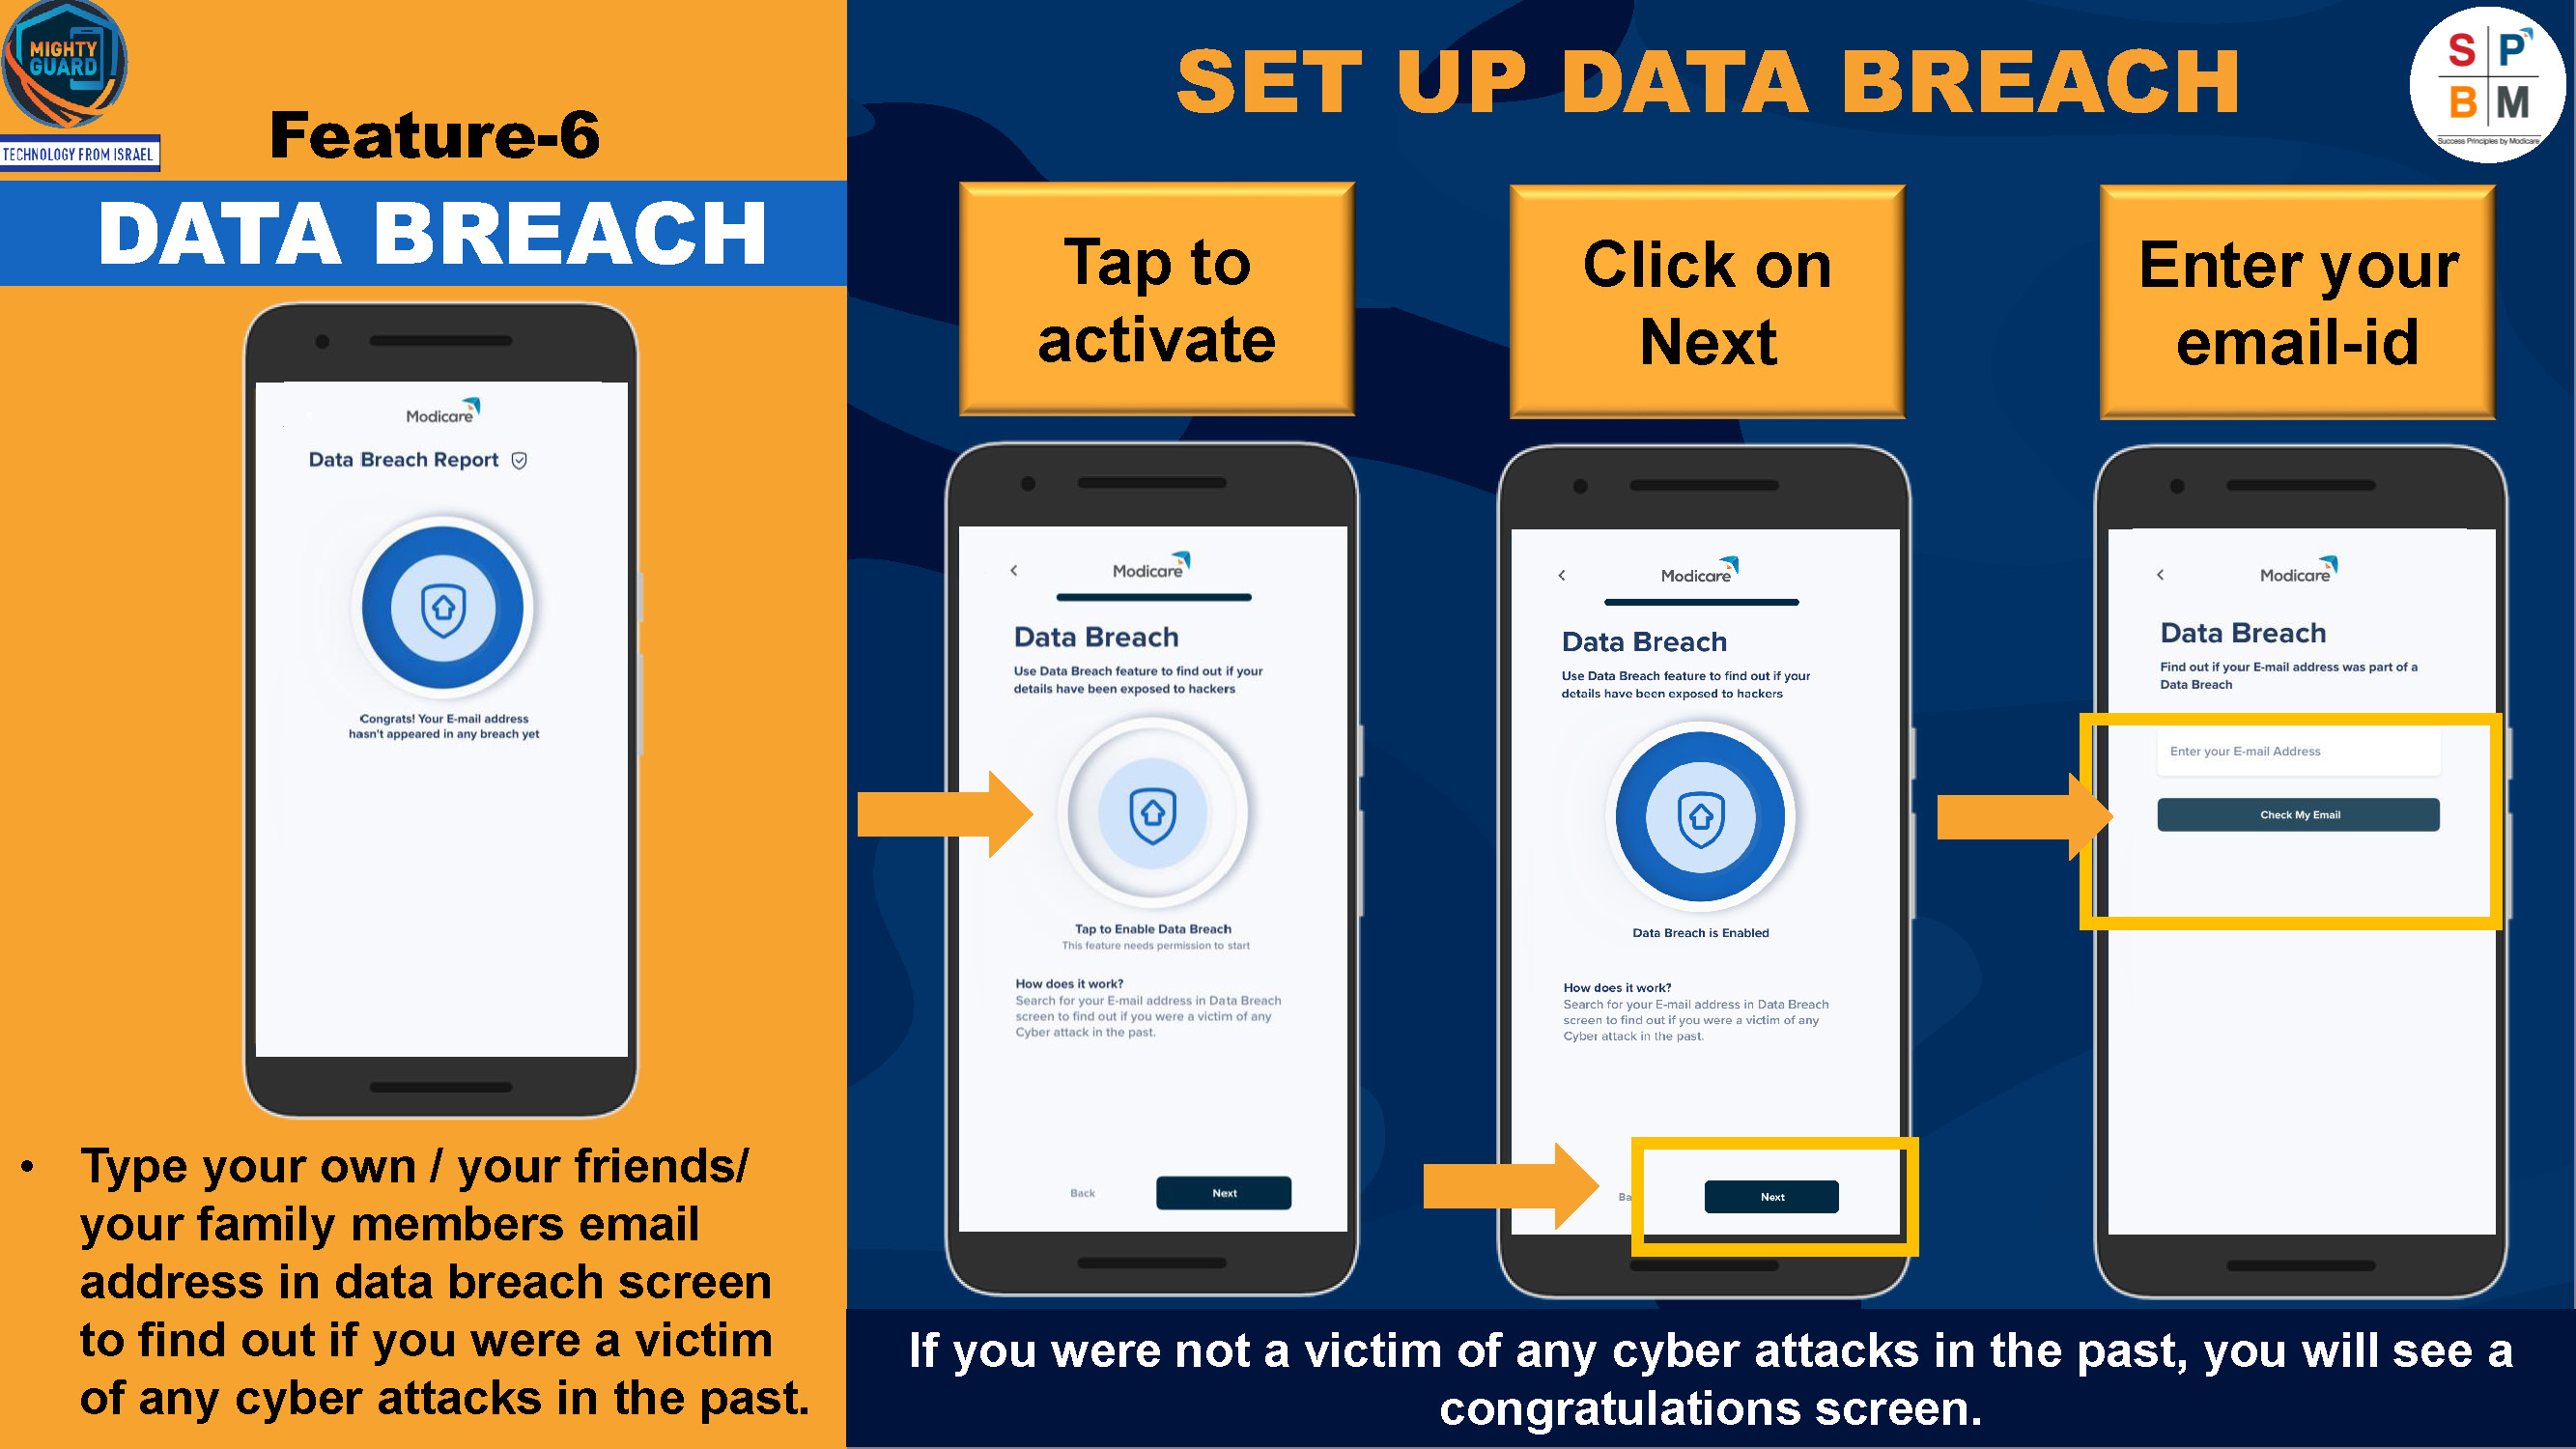 MIGHTY
GUARD
TECHNOLOGY FROM ISRAEL
Feature-6
DATA BREACH
Modicare
Data Breach Report
Congrats! Your E-mail address
hasn't appeared in any breach yet
• Type your own / your friends/
your family members email
address in data breach screen
to find out if you were a victim
of any cyber attacks in the past.
SET UP DATA BREACH
S P
B M
Success Principles by Modicare
Tap to
activate
Modicare
Data Breach
Use Data Breach feature to find out if your
details have been exposed to hackers
Tap to Enable Data Breach
This feature needs permission to start
How does it work?
Search for your E-mail address in Data Breach
screen to find out if you were a victim of any
Cyber attack in the past.
Back Next
Click on
Next
Modicare
Data Breach
Use Data Breach feature to find out if your
details have been exposed to hackers
Data Breach is Enabled
How does it work?
Search for your E-mail address in Data Breach
screen to find out if you were a victim of any
Cyber attack in the past.
Ba Next
Enter your
email-id
Modicare
Data Breach
Find out if your E-mail address was part of a
Data Breach
Enter your E-mail Address
Check My Email
If you were not a victim of any cyber attacks in the past, you will see a
congratulations screen.